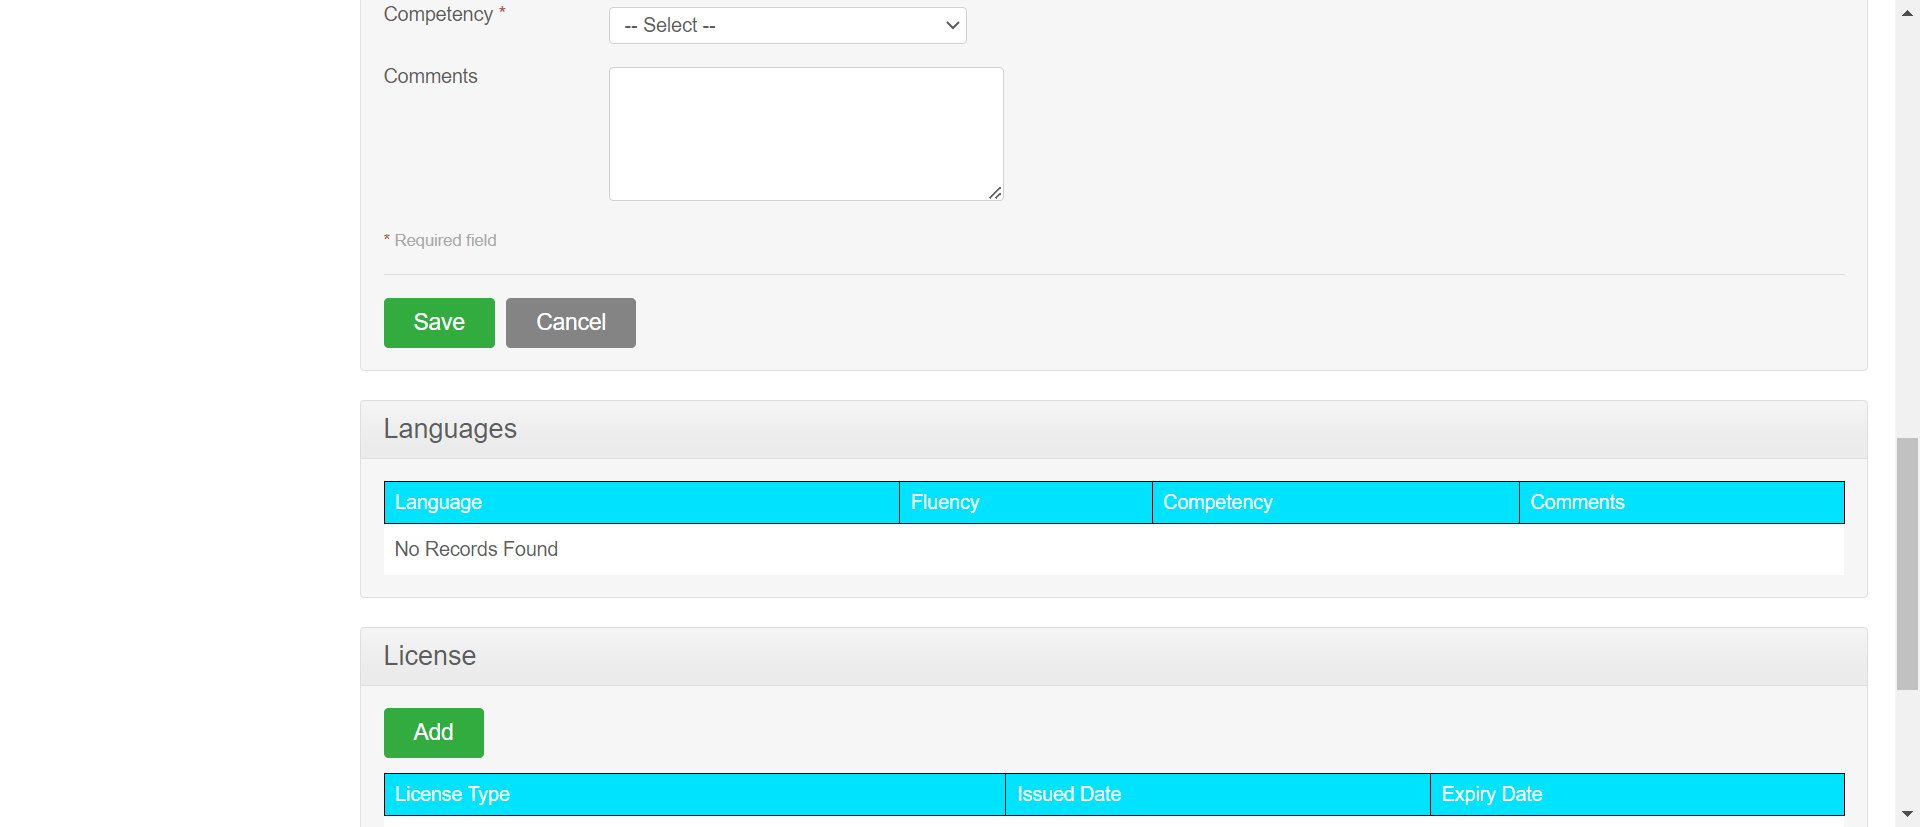 Competency *
-- Select --
Comments
* Required field
Save Cancel
Languages
Language Fluency Competency Comments
No Records Found
License
Add
License Type Issued Date Expiry Date